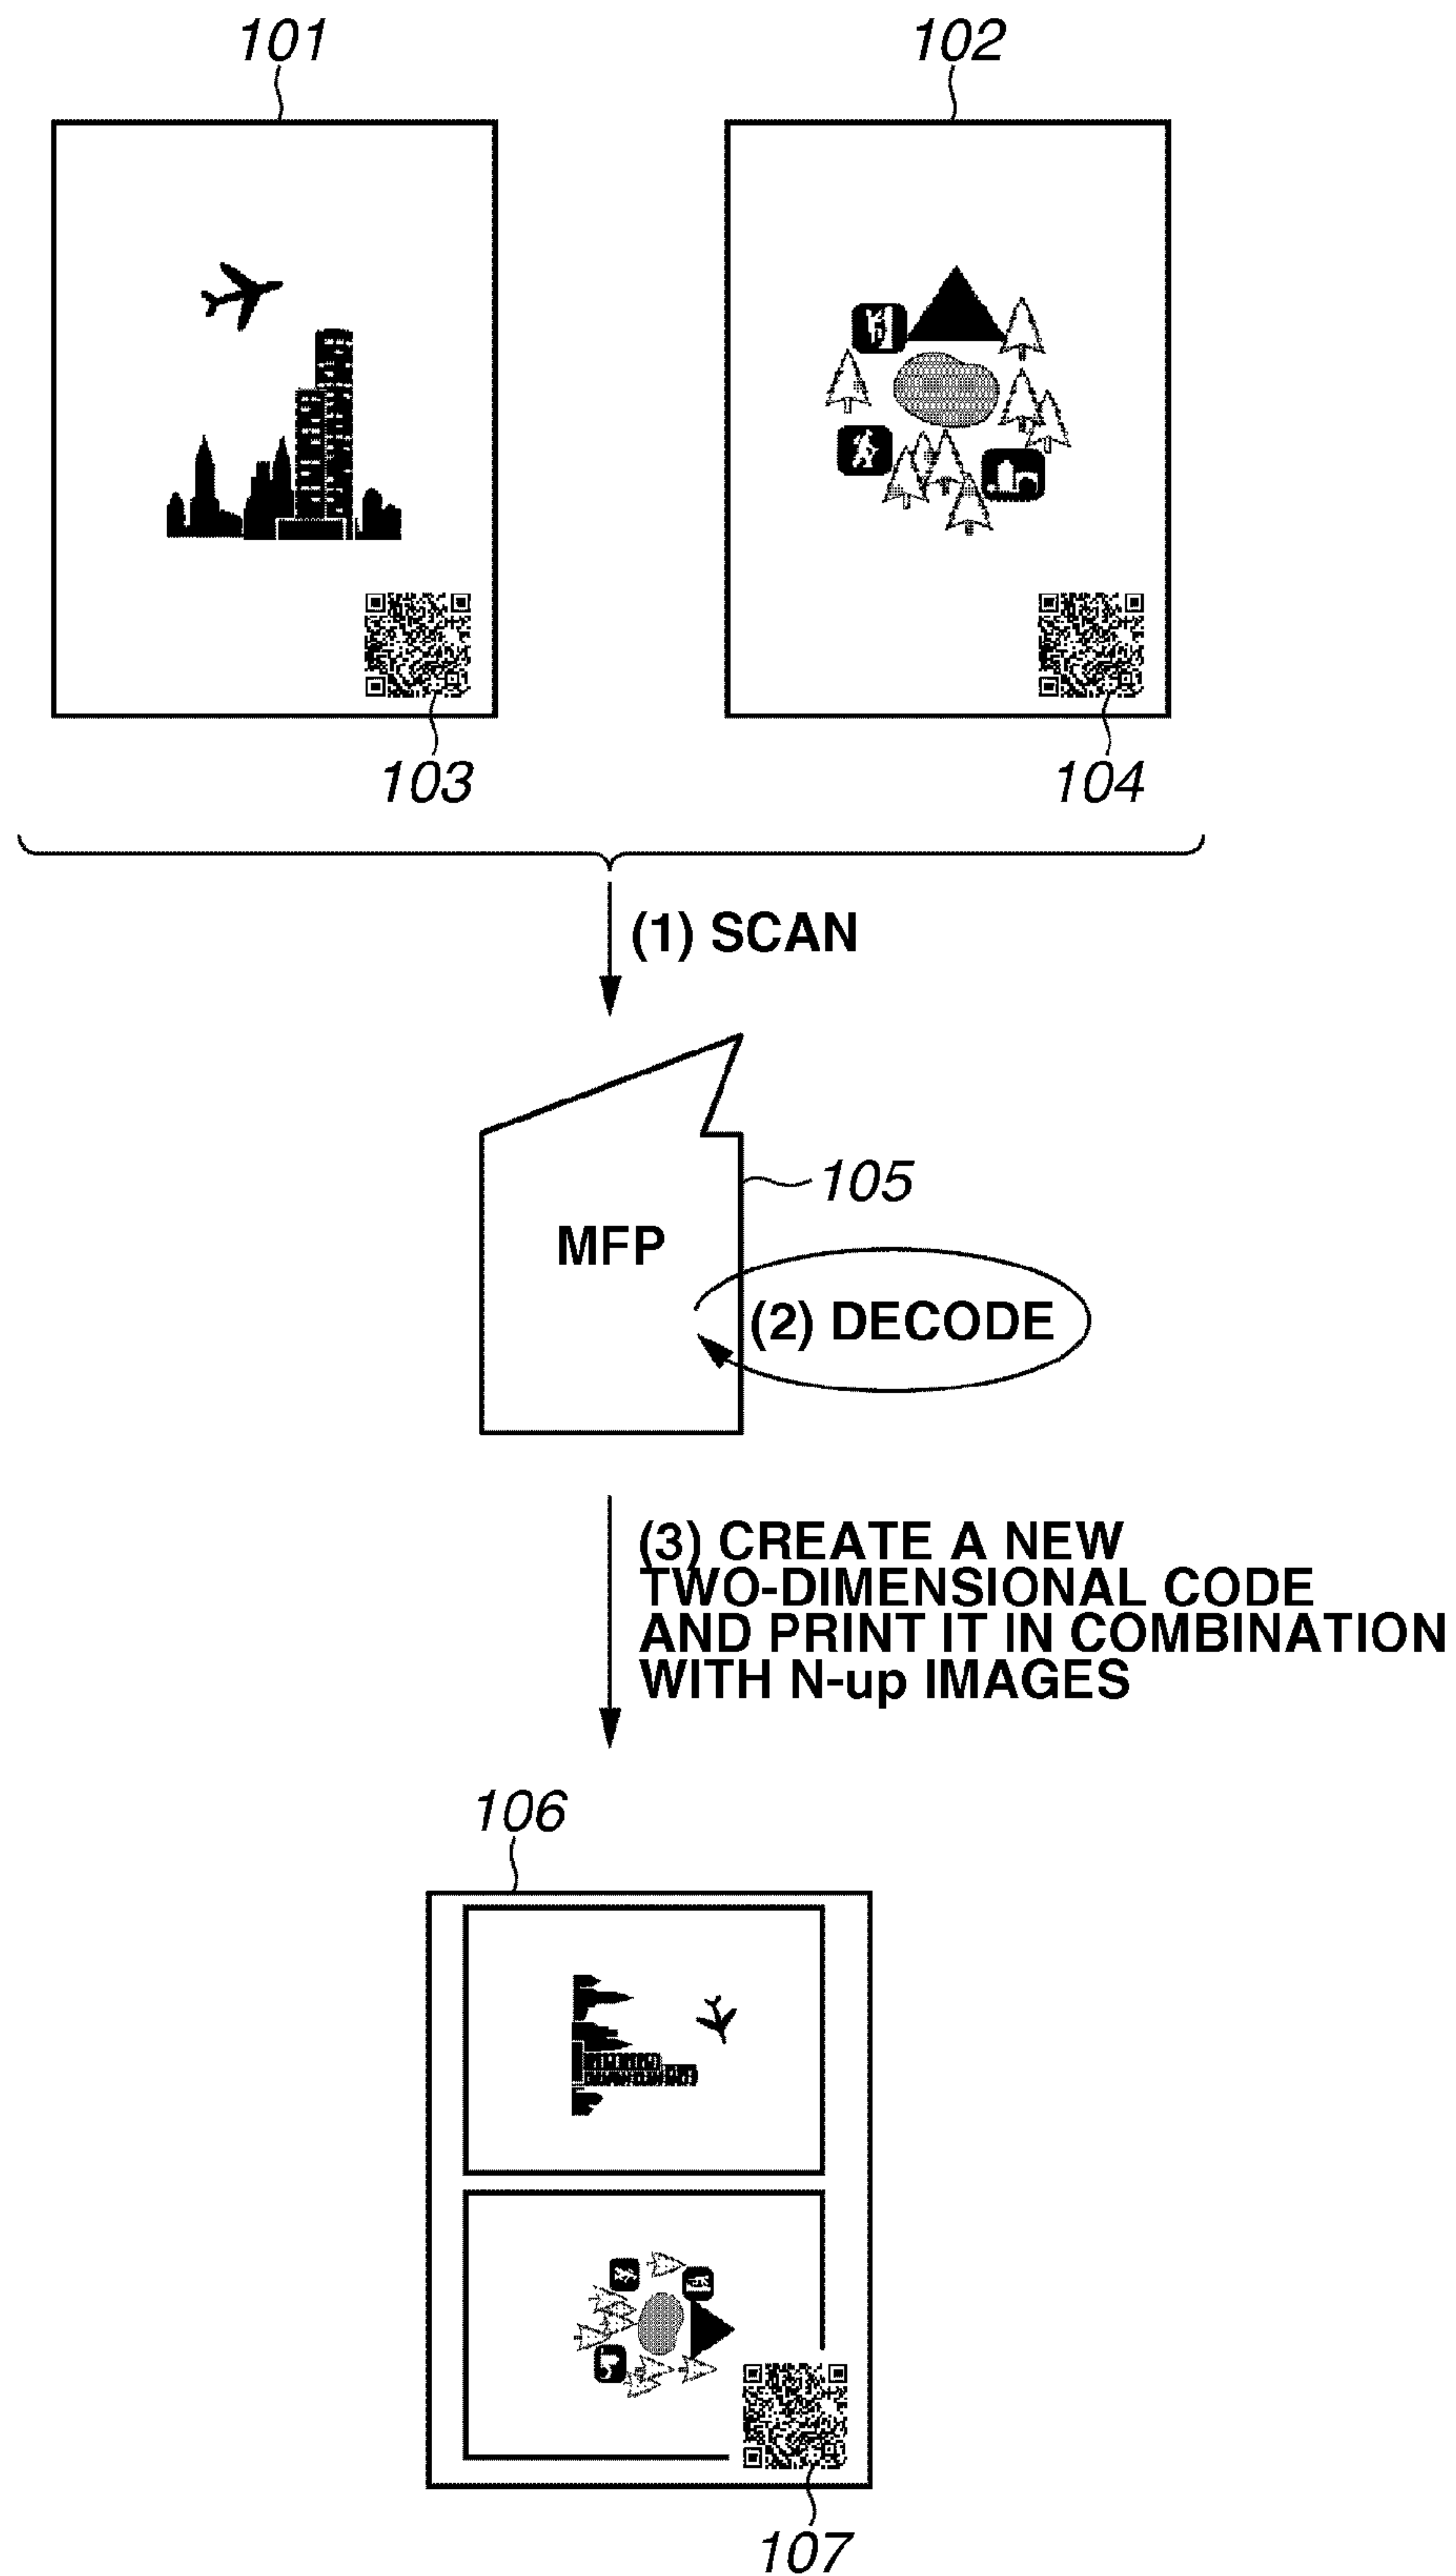 101
102
103
104
(1) SCAN
105
MFP
(2) DECODE
(3) CREATE A NEW
TWO-DIMENSIONAL CODE
AND PRINT IT IN COMBINATION
WITH N-up IMAGES
106
107